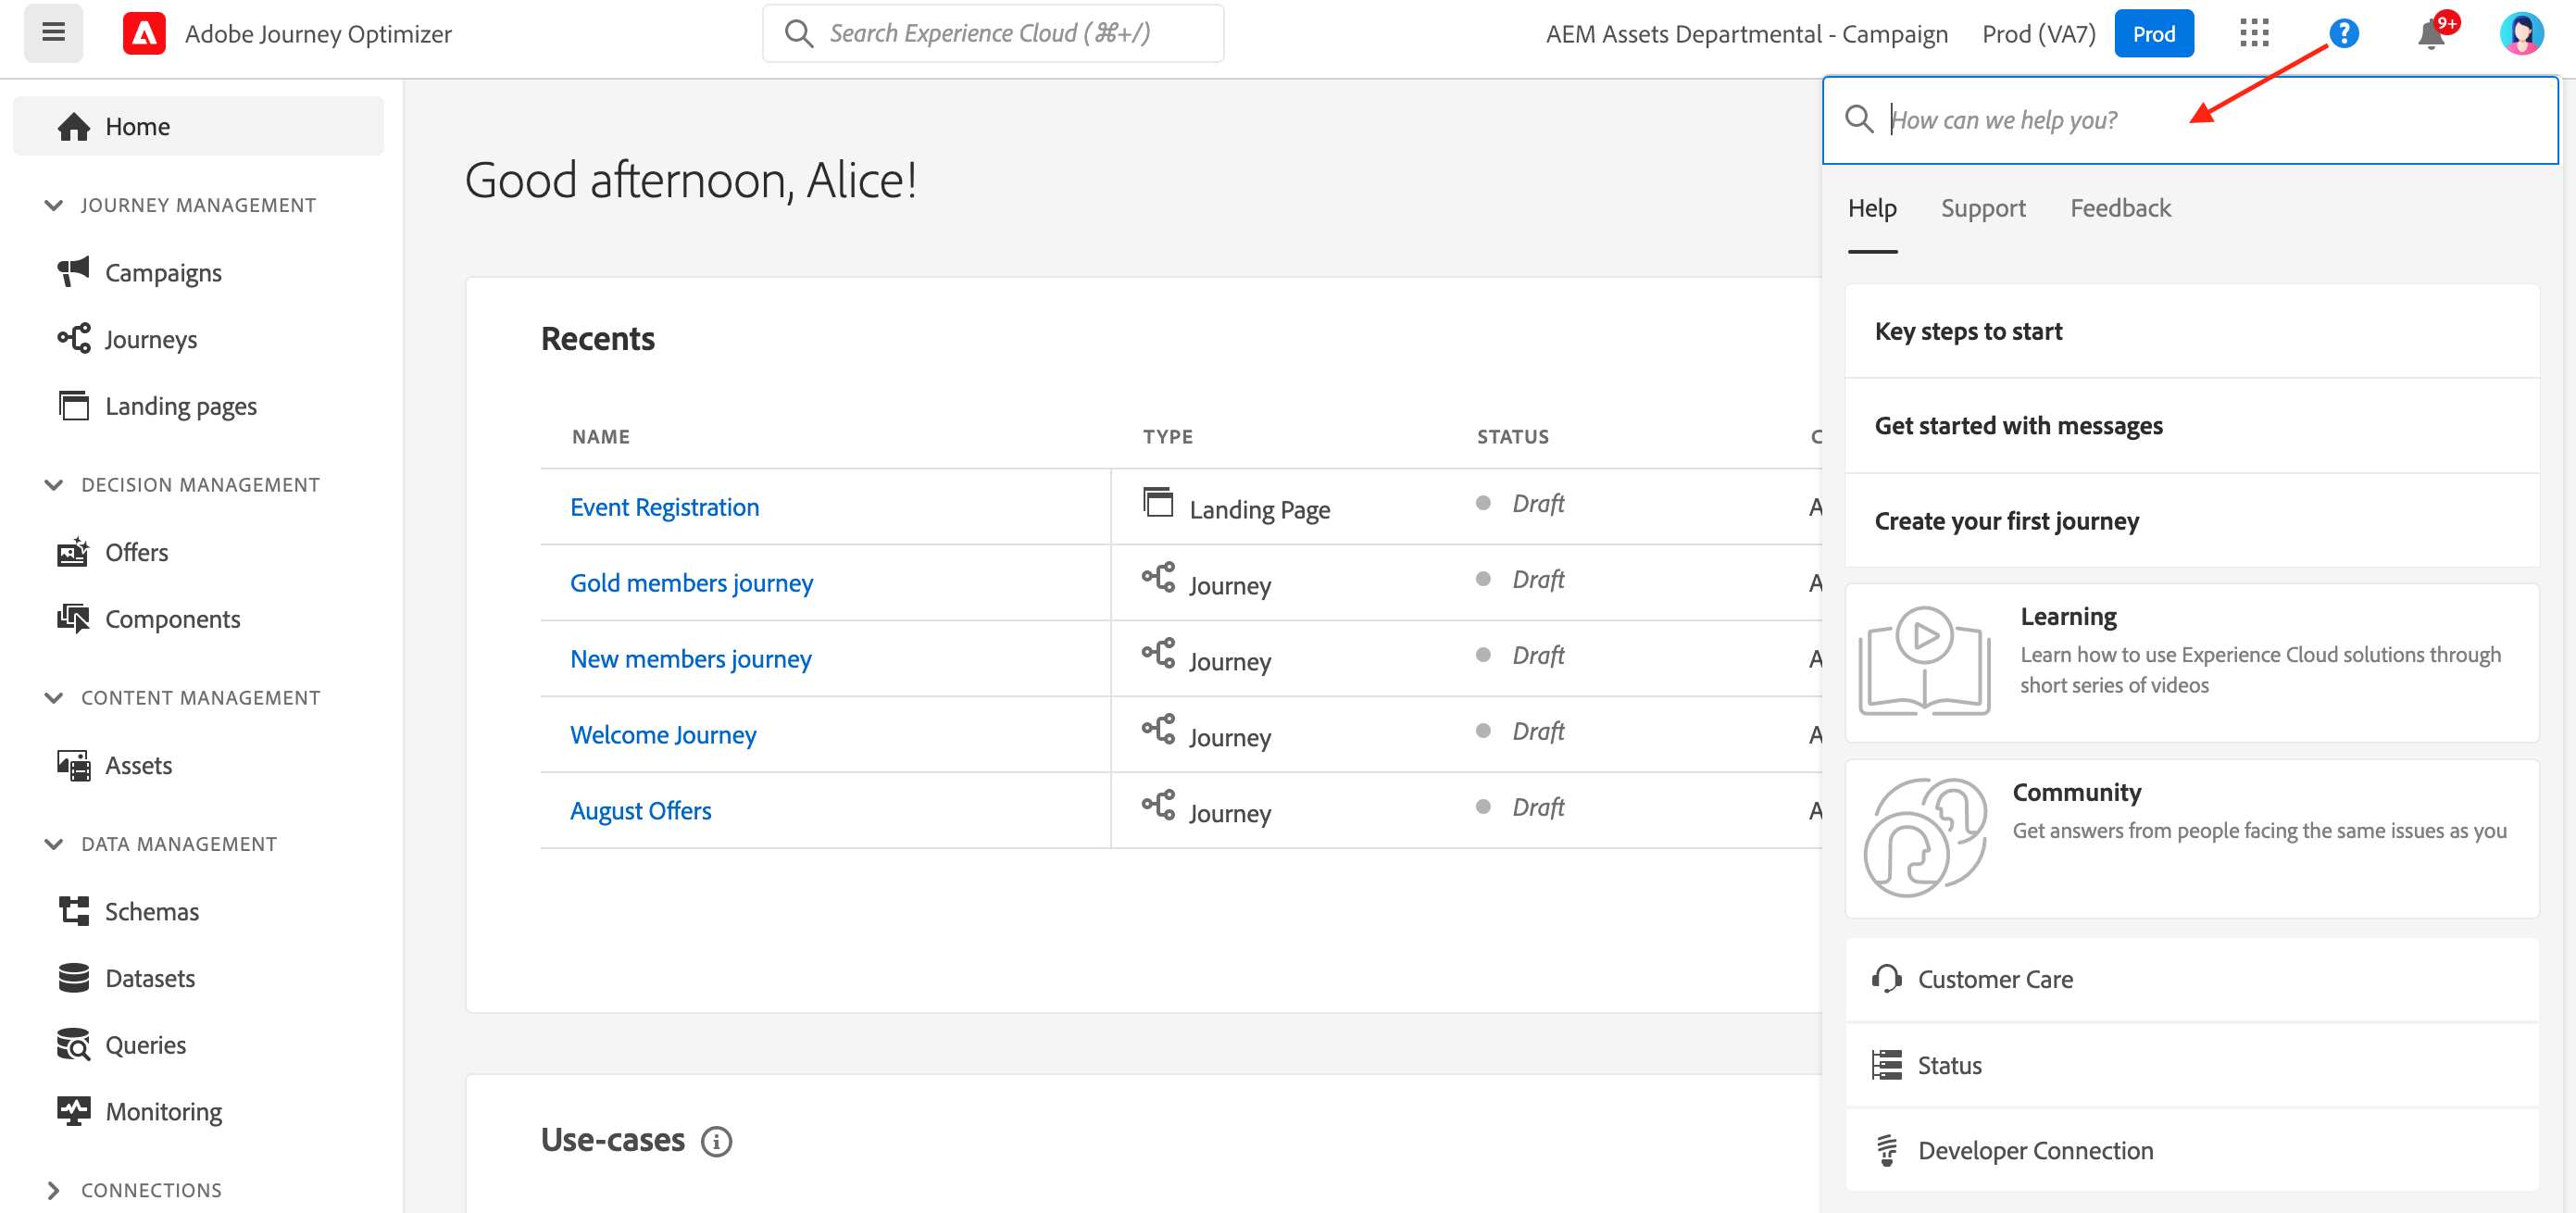 Adobe Journey Optimizer
Search Experience Cloud (⌘+/)
AEM Assets Departmental - Campaign
Prod (VA7)
Prod
?
9+
Home
JOURNEY MANAGEMENT
Campaigns
Journeys
Landing pages
DECISION MANAGEMENT
Offers
Components
CONTENT MANAGEMENT
Assets
DATA MANAGEMENT
Schemas
Datasets
Queries
Monitoring
CONNECTIONS
Good afternoon, Alice!
Recents
NAME TYPE STATUS
Event Registration Landing Page Draft A
Gold members journey Journey Draft A
New members journey Journey Draft A
Welcome Journey Journey Draft A
August Offers Journey Draft A
Use-cases
How can we help you?
Help Support Feedback
Key steps to start
Get started with messages
Create your first journey
Learning
Learn how to use Experience Cloud solutions through
short series of videos
Community
Get answers from people facing the same issues as you
Customer Care
Status
Developer Connection